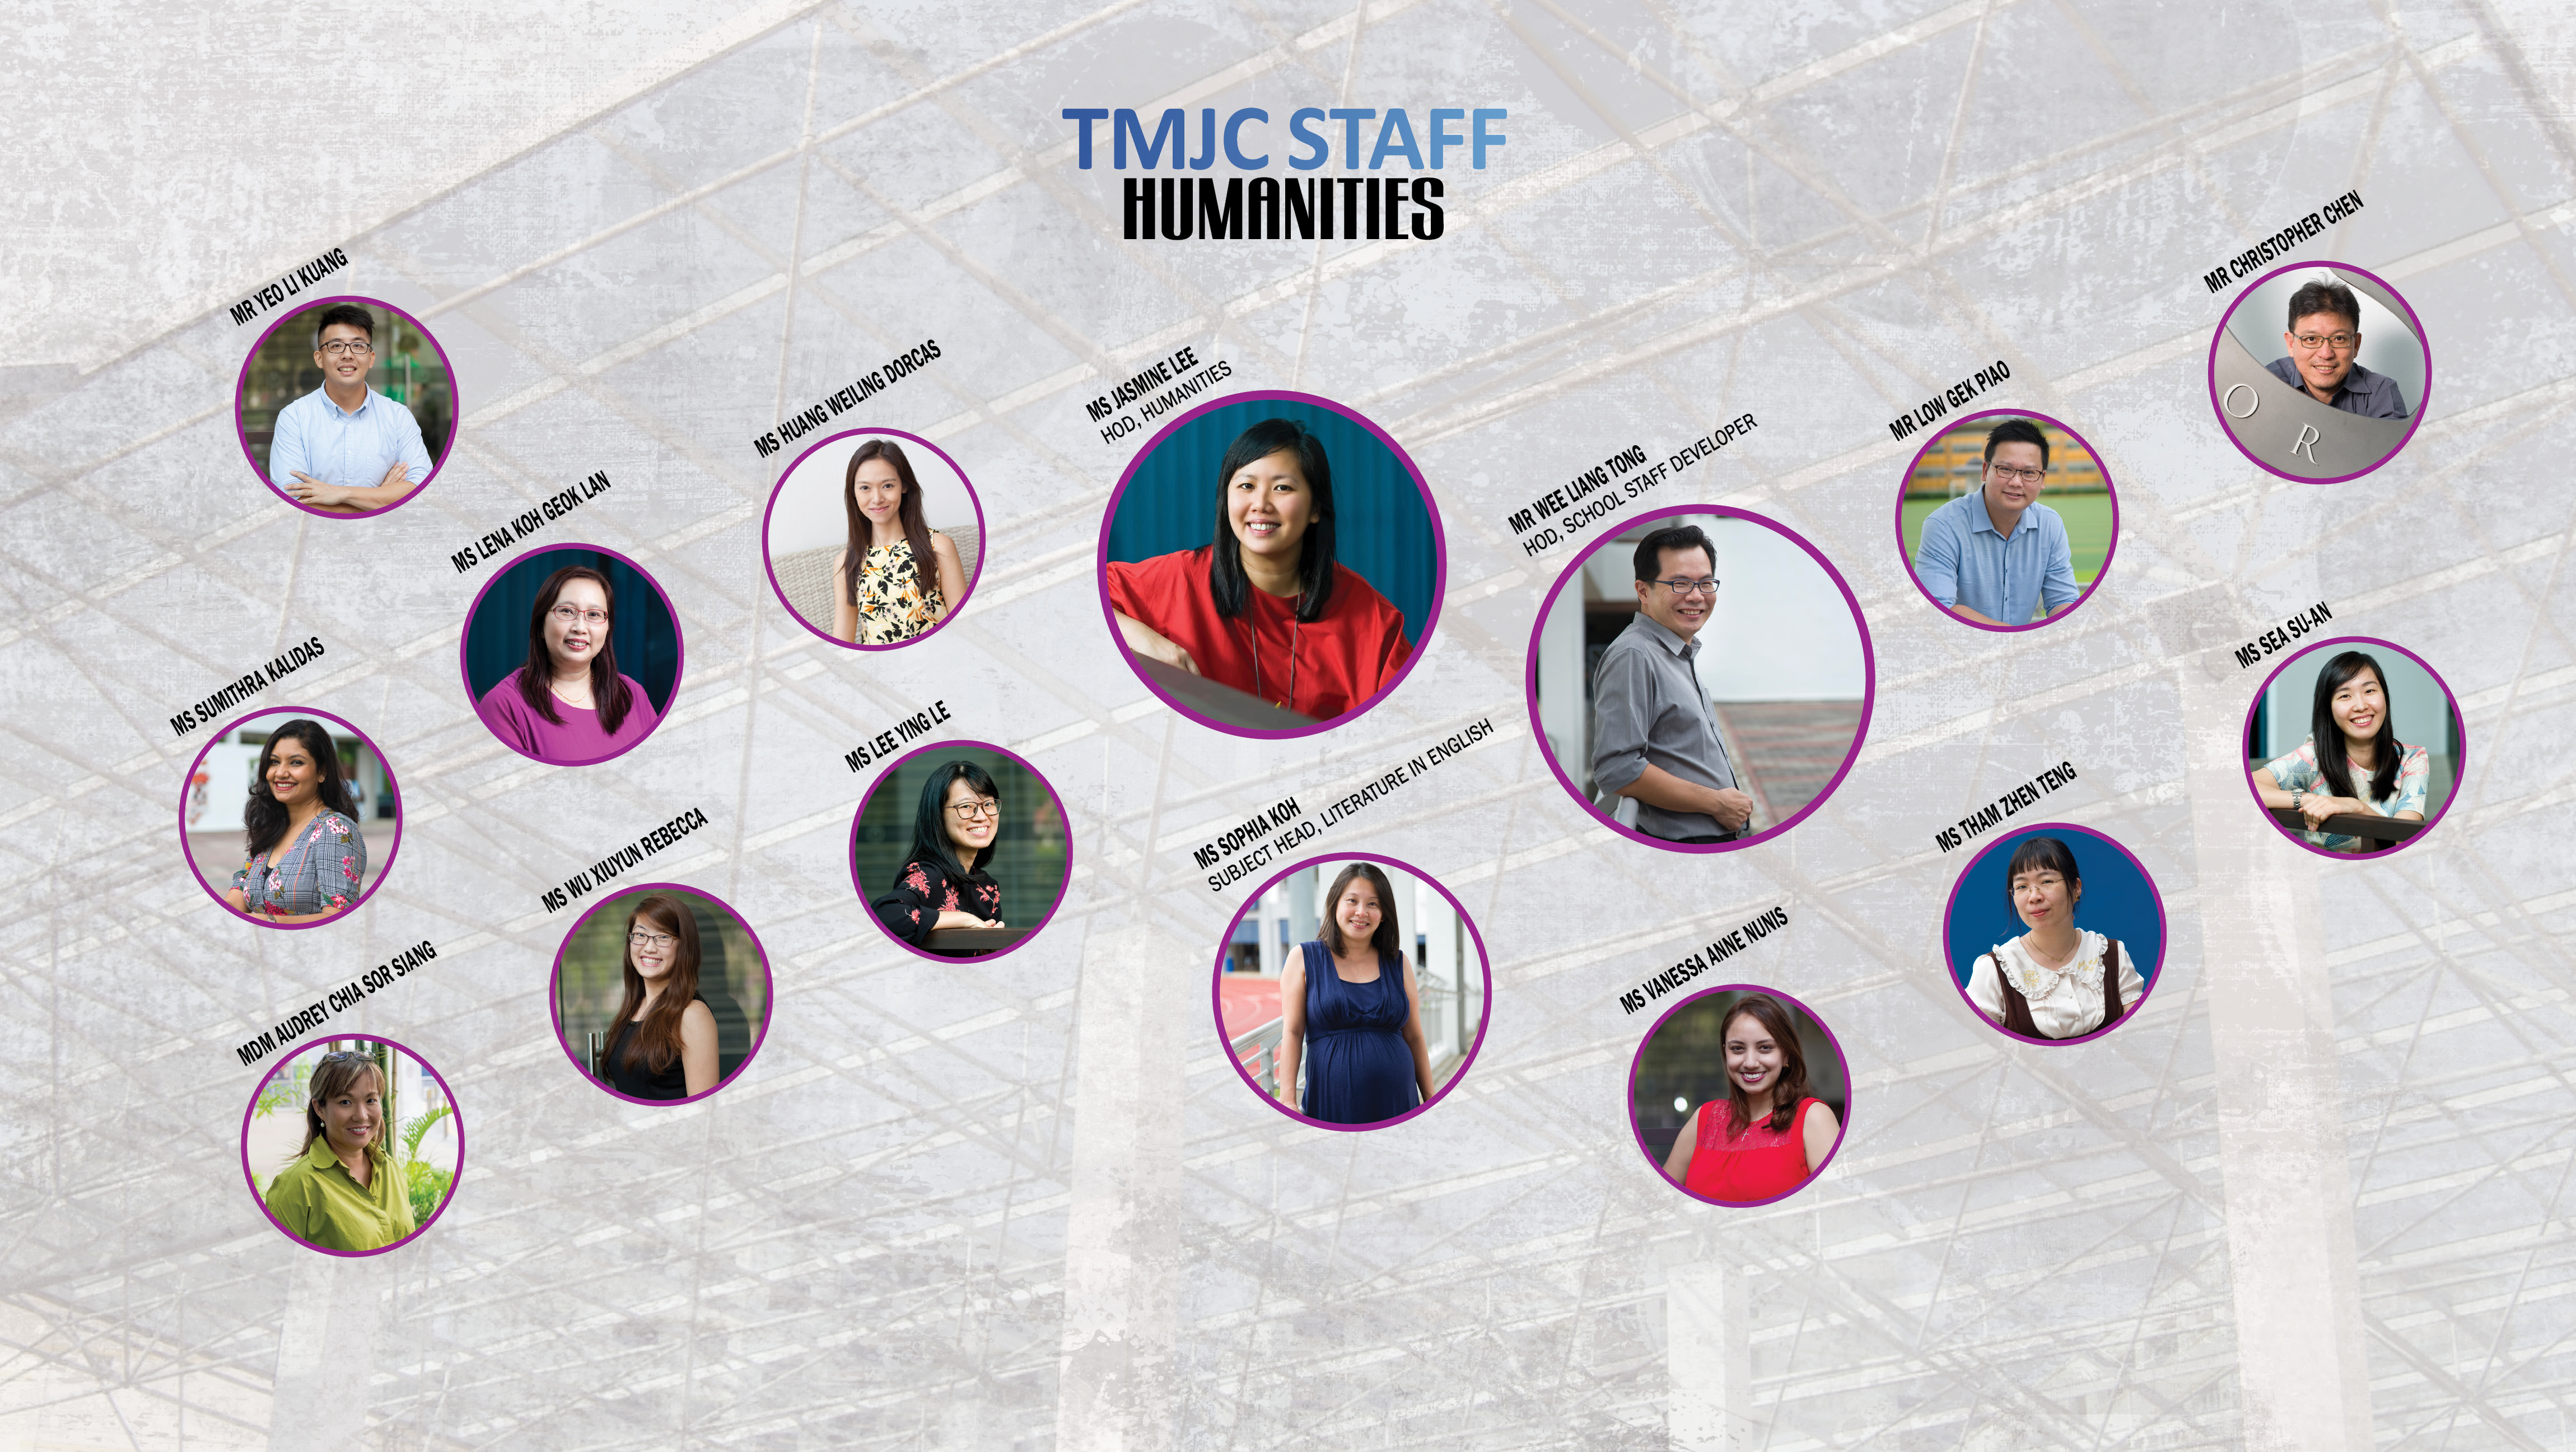 TMJC STAFF
HUMANITIES
MR YEO LI KUANG
MS LENA KOH GEOK LAN
MS HUANG WEILING DORCAS
MS JASMINE LEE
HOD, HUMANITIES
MR WEE LIANG TONG
HOD, SCHOOL STAFF DEVELOPER
MR LOW GEK PIAO
MR CHRISTOPHER CHEN
O
R
MS SUMITHRA KALIDAS
MS WU XIUYUN REBECCA
MS LEE YING LE
MS SOPHIA KOH
SUBJECT HEAD, LITERATURE IN ENGLISH
MS THAM ZHEN TENG
MS SEA SU-AN
MDM AUDREY CHIA SOR SIANG
MS VANESSA ANNE NUNIS